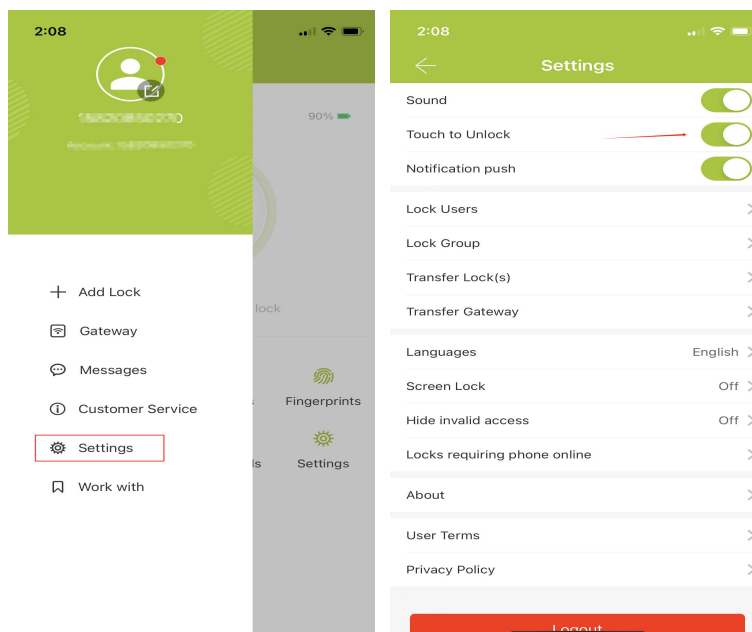 2:08
90%
lock
Add Lock
Gateway
Messages
Customer Service
Settings
Work with
Fingerprints
Settings
2:08
Settings
Sound
Touch to Unlock
Notification push
Lock Users
Lock Group
Transfer Lock(s)
Transfer Gateway
Languages English
Screen Lock Off
Hide invalid access Off
Locks requiring phone online
About
User Terms
Privacy Policy
Logout